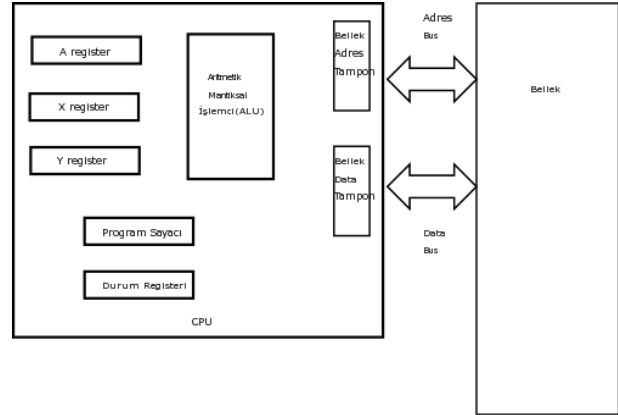 A register
X register
Y register
Aritmetik
Mantiksal
İşlemci(ALU)
Bellek
Adres
Tampon
Bellek
Data
Tampon
Program Sayacı
Durum Registeri
CPU
Adres
Bus
Data
Bus
Bellek